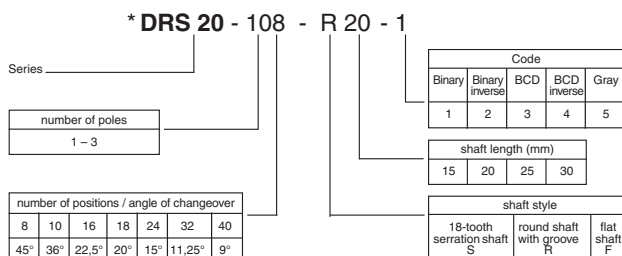 * DRS 20 - 108 - R 20 - 1
Series
number of poles
1 – 3
number of positions / angle of changeover
8 10 16 18 24 32 40
45° 36° 22,5° 20° 15° 11,25° 9°
Code
Binary Binary inverse BCD BCD inverse Gray
1 2 3 4 5
shaft length (mm)
15 20 25 30
shaft style
18-tooth serration shaft S round shaft with groove R flat shaft F